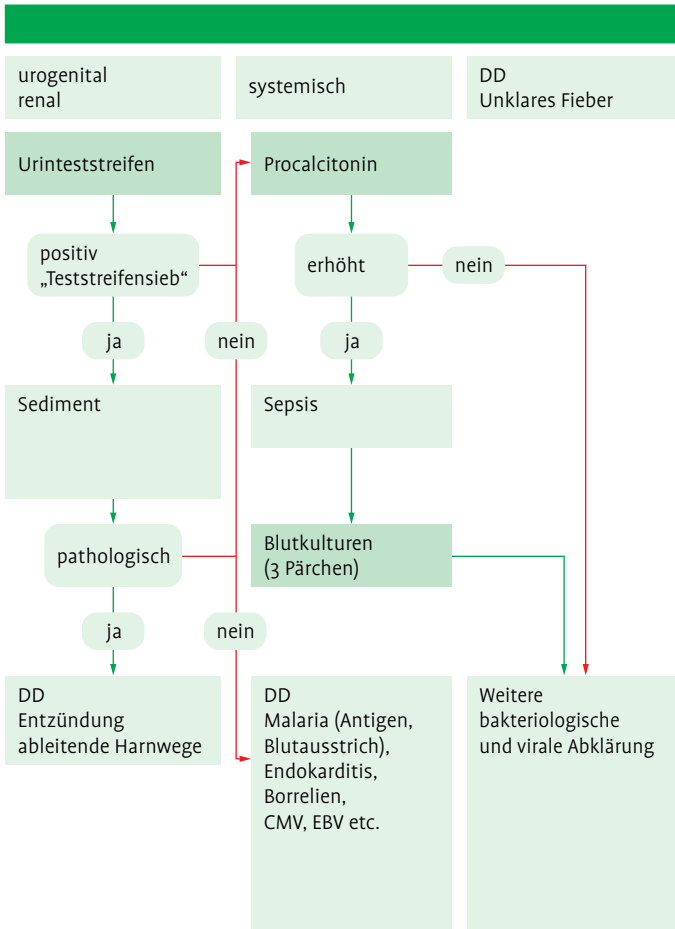 urogenital
renal
systemisch
DD
Unklares Fieber
Urinteststreifen
Procalcitonin
positiv
„Teststreifensieb“
erhöht
nein
ja
nein
ja
Sediment
Sepsis
pathologisch
Blutkulturen
(3 Pärchen)
ja
nein
DD
Entzündung
ableitende Harnwege
DD
Malaria (Antigen,
Blutausstrich),
Endokarditis,
Borrelien,
CMV, EBV etc.
Weitere
bakteriologische
und virale Abklärung